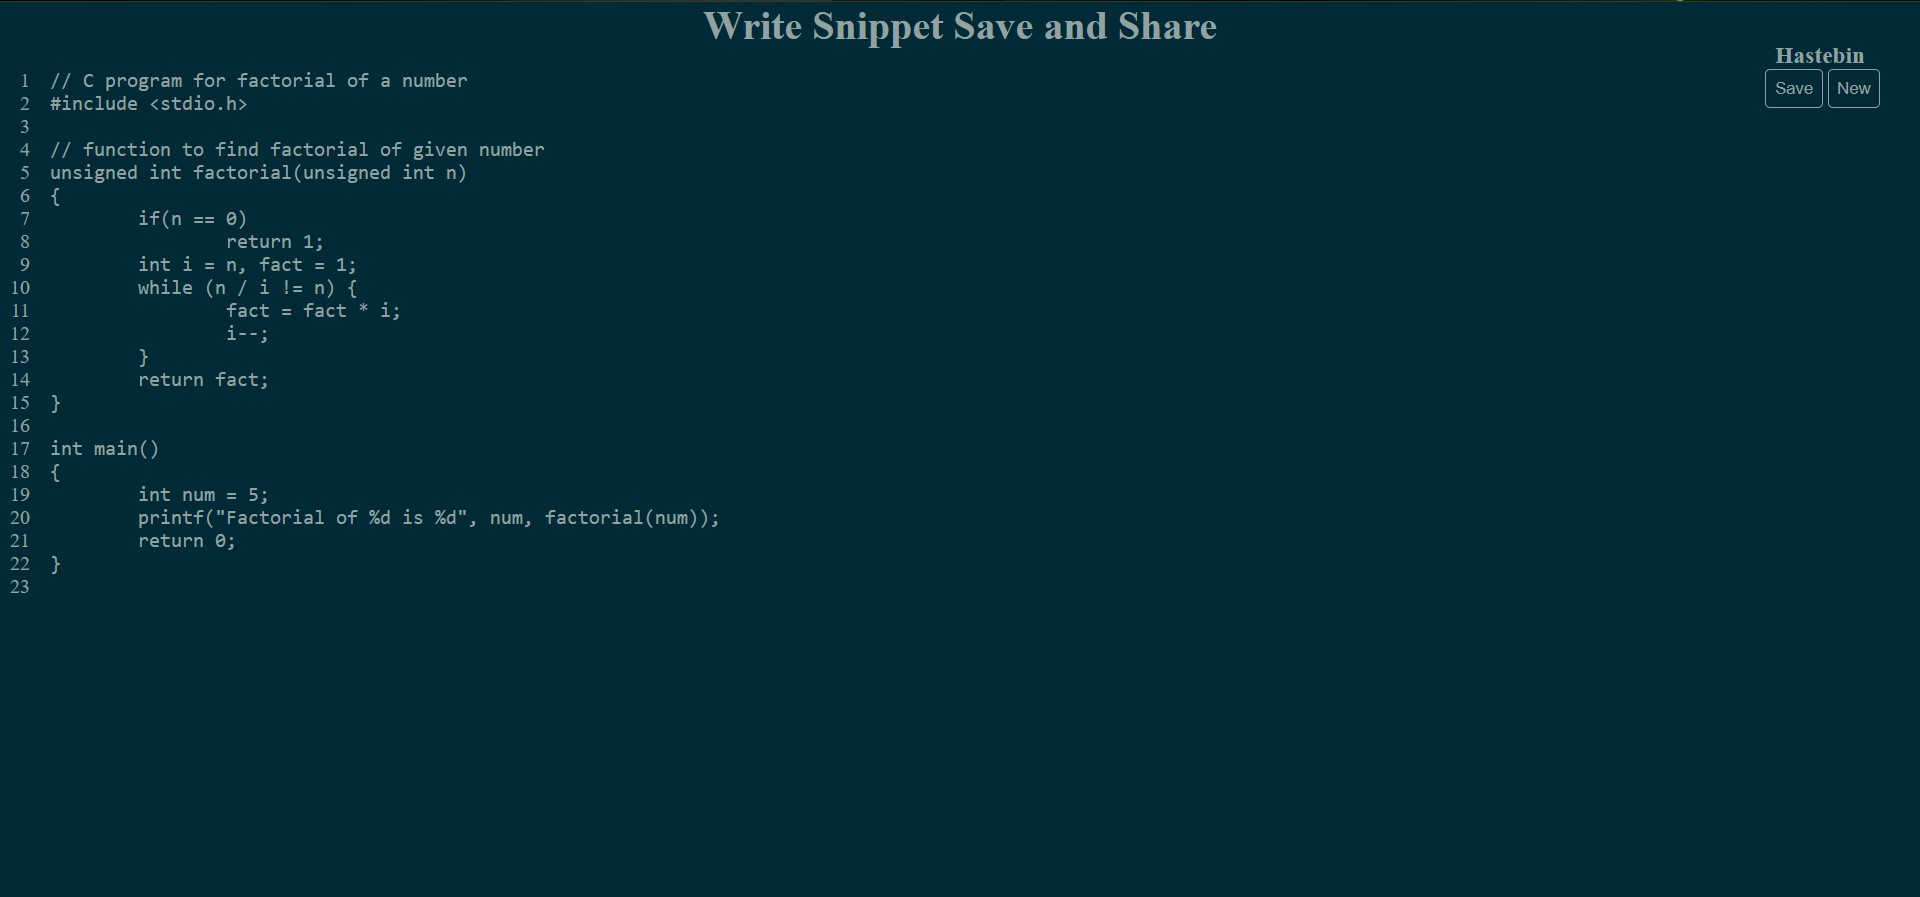 Write Snippet Save and Share
Hastebin
Save New
1 // C program for factorial of a number
2 #include <stdio.h>
3
4 // function to find factorial of given number
5 unsigned int factorial(unsigned int n)
6 {
7         if(n == 0)
8                 return 1;
9         int i = n, fact = 1;
10         while (n / i != n) {
11                 fact = fact * i;
12                 i--;
13         }
14         return fact;
15 }
16
17 int main()
18 {
19         int num = 5;
20         printf("Factorial of %d is %d", num, factorial(num));
21         return 0;
22 }
23